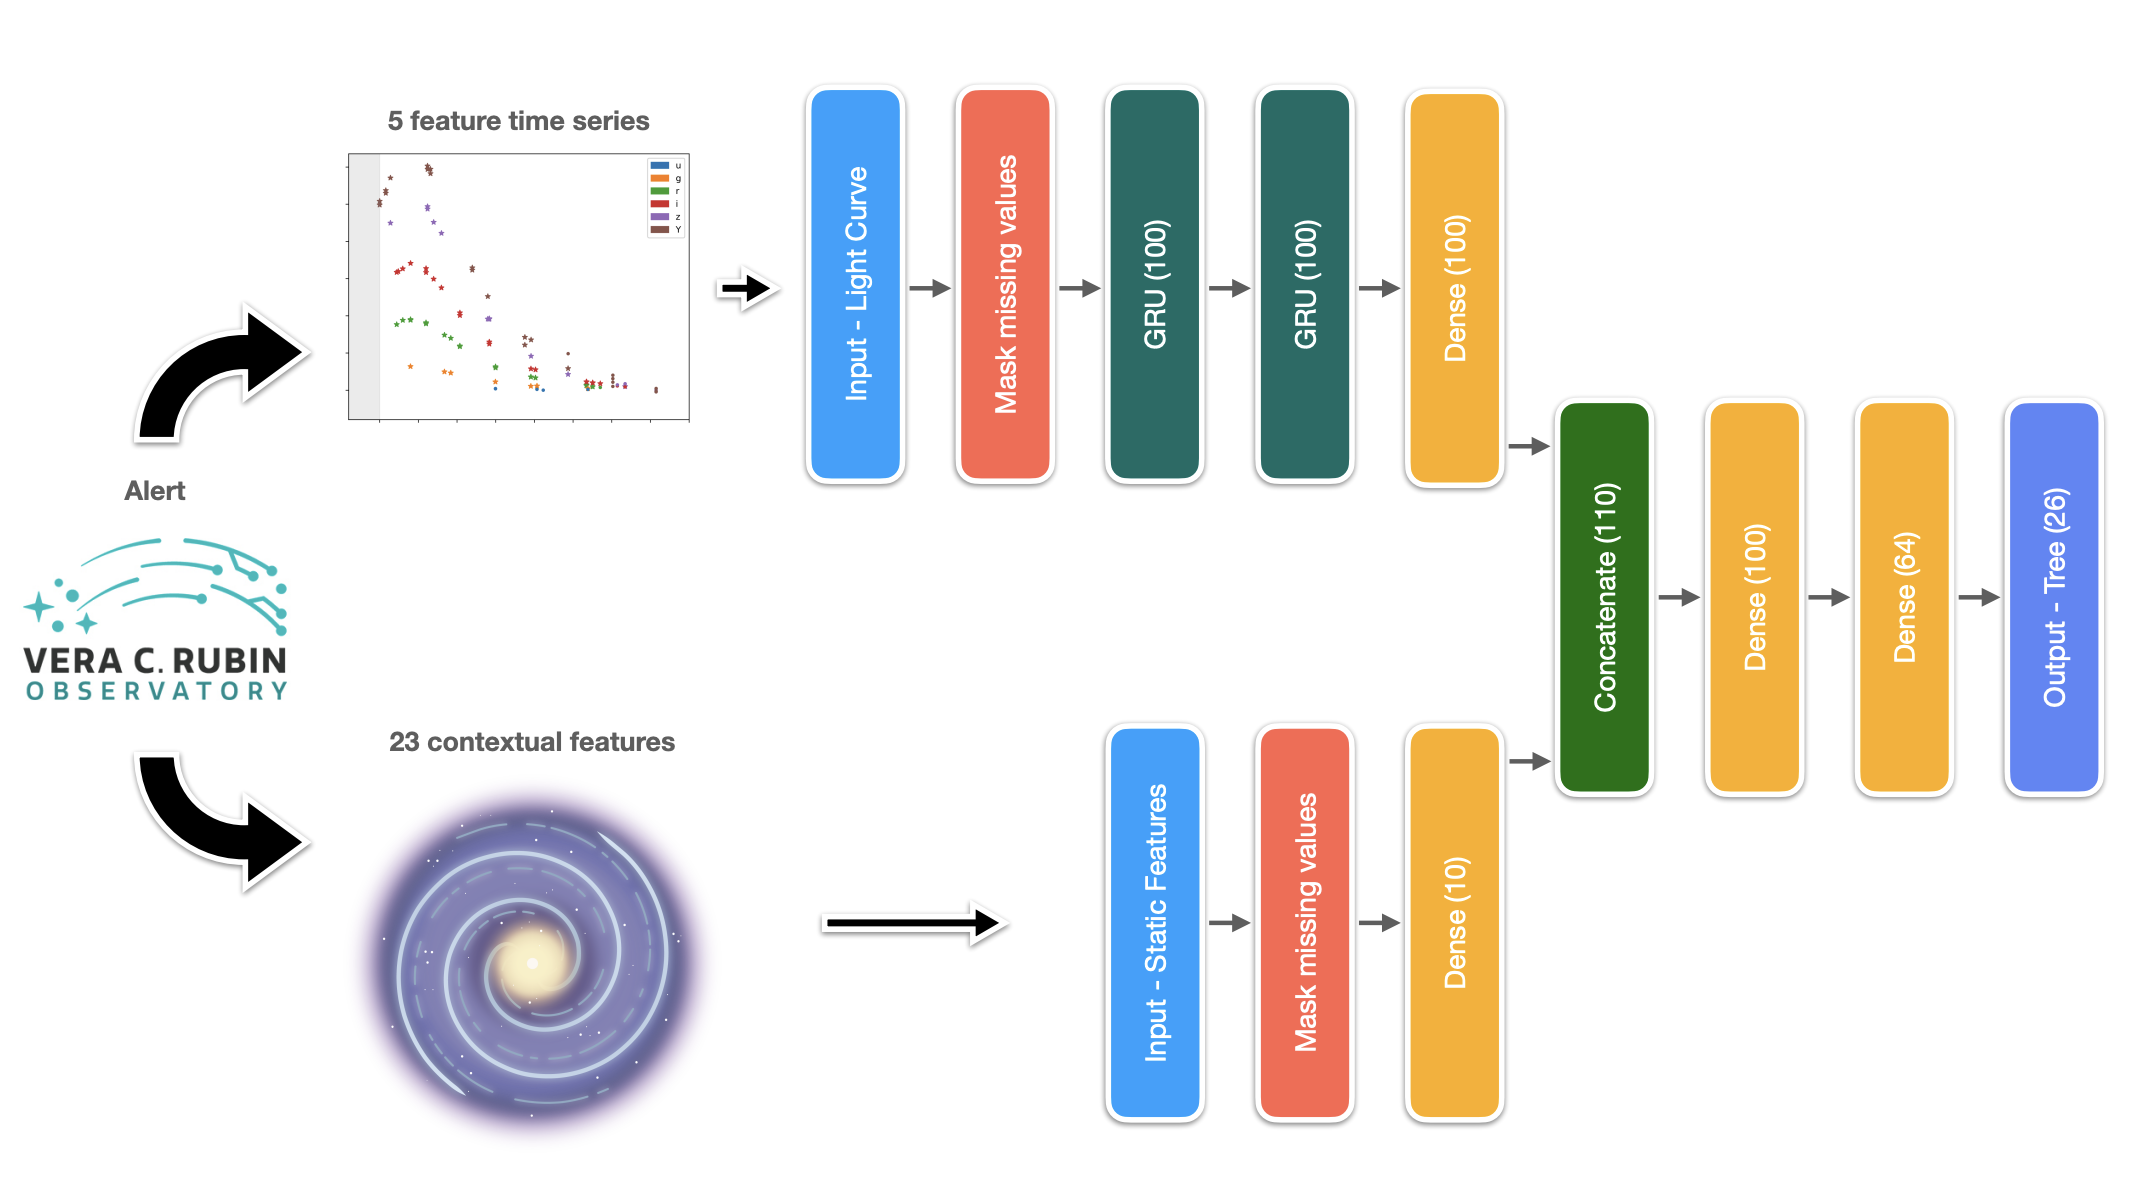 5 feature time series
u
g
r
i
z
Y
Alert
VERA C. RUBIN
OBSERVATORY
23 contextual features
Input - Light Curve
Mask missing values
GRU (100)
GRU (100)
Dense (100)
Input - Static Features
Mask missing values
Dense (10)
Concatenate (110)
Dense (100)
Dense (64)
Output - Tree (26)